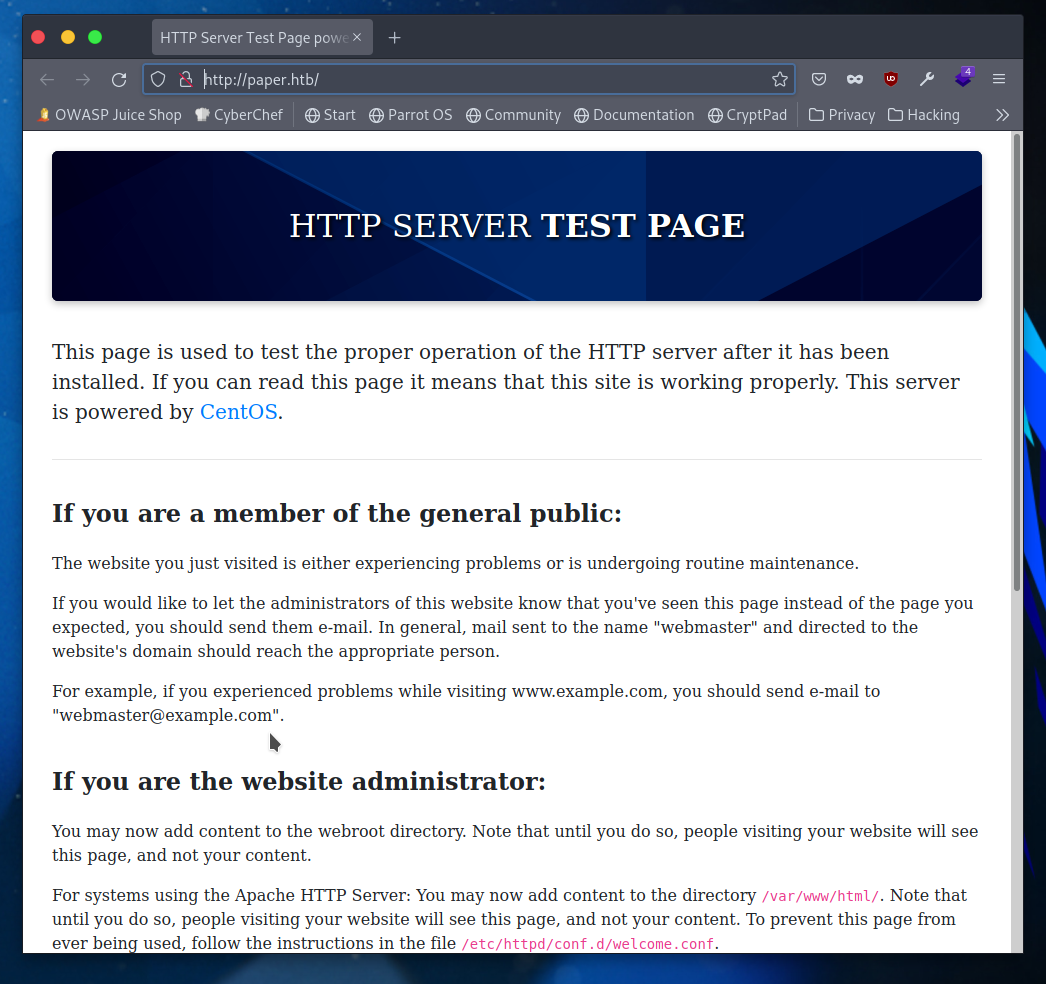 HTTP Server Test Page powe
http://paper.htb/
4
OWASP Juice Shop CyberChef Start Parrot OS Community Documentation CryptPad Privacy Hacking
HTTP SERVER TEST PAGE
This page is used to test the proper operation of the HTTP server after it has been
installed. If you can read this page it means that this site is working properly. This server
is powered by CentOS.
If you are a member of the general public:
The website you just visited is either experiencing problems or is undergoing routine maintenance.
If you would like to let the administrators of this website know that you've seen this page instead of the page you
expected, you should send them e-mail. In general, mail sent to the name "webmaster" and directed to the
website's domain should reach the appropriate person.
For example, if you experienced problems while visiting www.example.com, you should send e-mail to
"webmaster@example.com".
If you are the website administrator:
You may now add content to the webroot directory. Note that until you do so, people visiting your website will see
this page, and not your content.
For systems using the Apache HTTP Server: You may now add content to the directory /var/www/html/. Note that
until you do so, people visiting your website will see this page, and not your content. To prevent this page from
ever being used, follow the instructions in the file /etc/httpd/conf.d/welcome.conf.